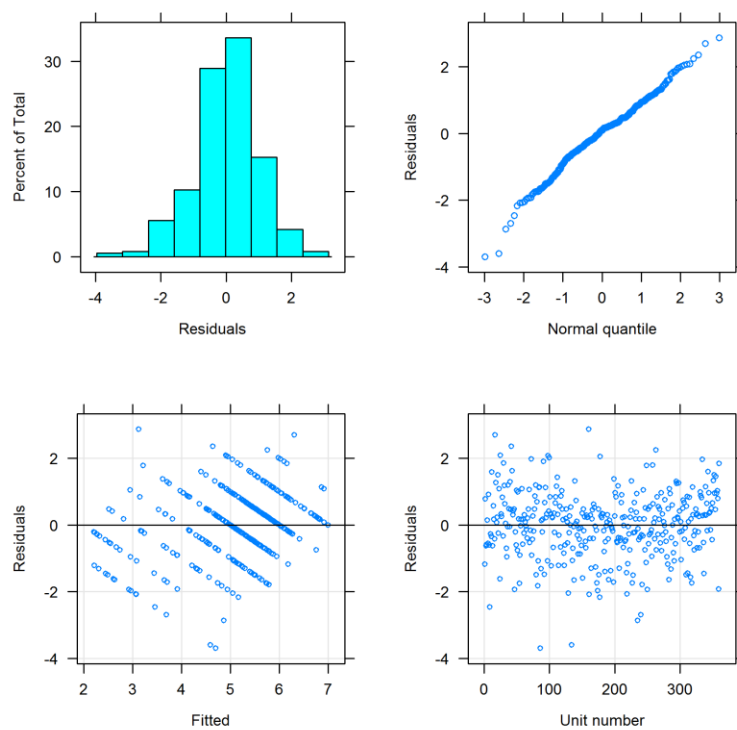 Percent of Total
30
20
10
0
-4 -2 0 2
Residuals
Residuals
2
0
-2
-4
-3 -2 -1 0 1 2 3
Normal quantile
Residuals
2
0
-2
-4
2 3 4 5 6 7
Fitted
Residuals
2
0
-2
-4
0 100 200 300
Unit number